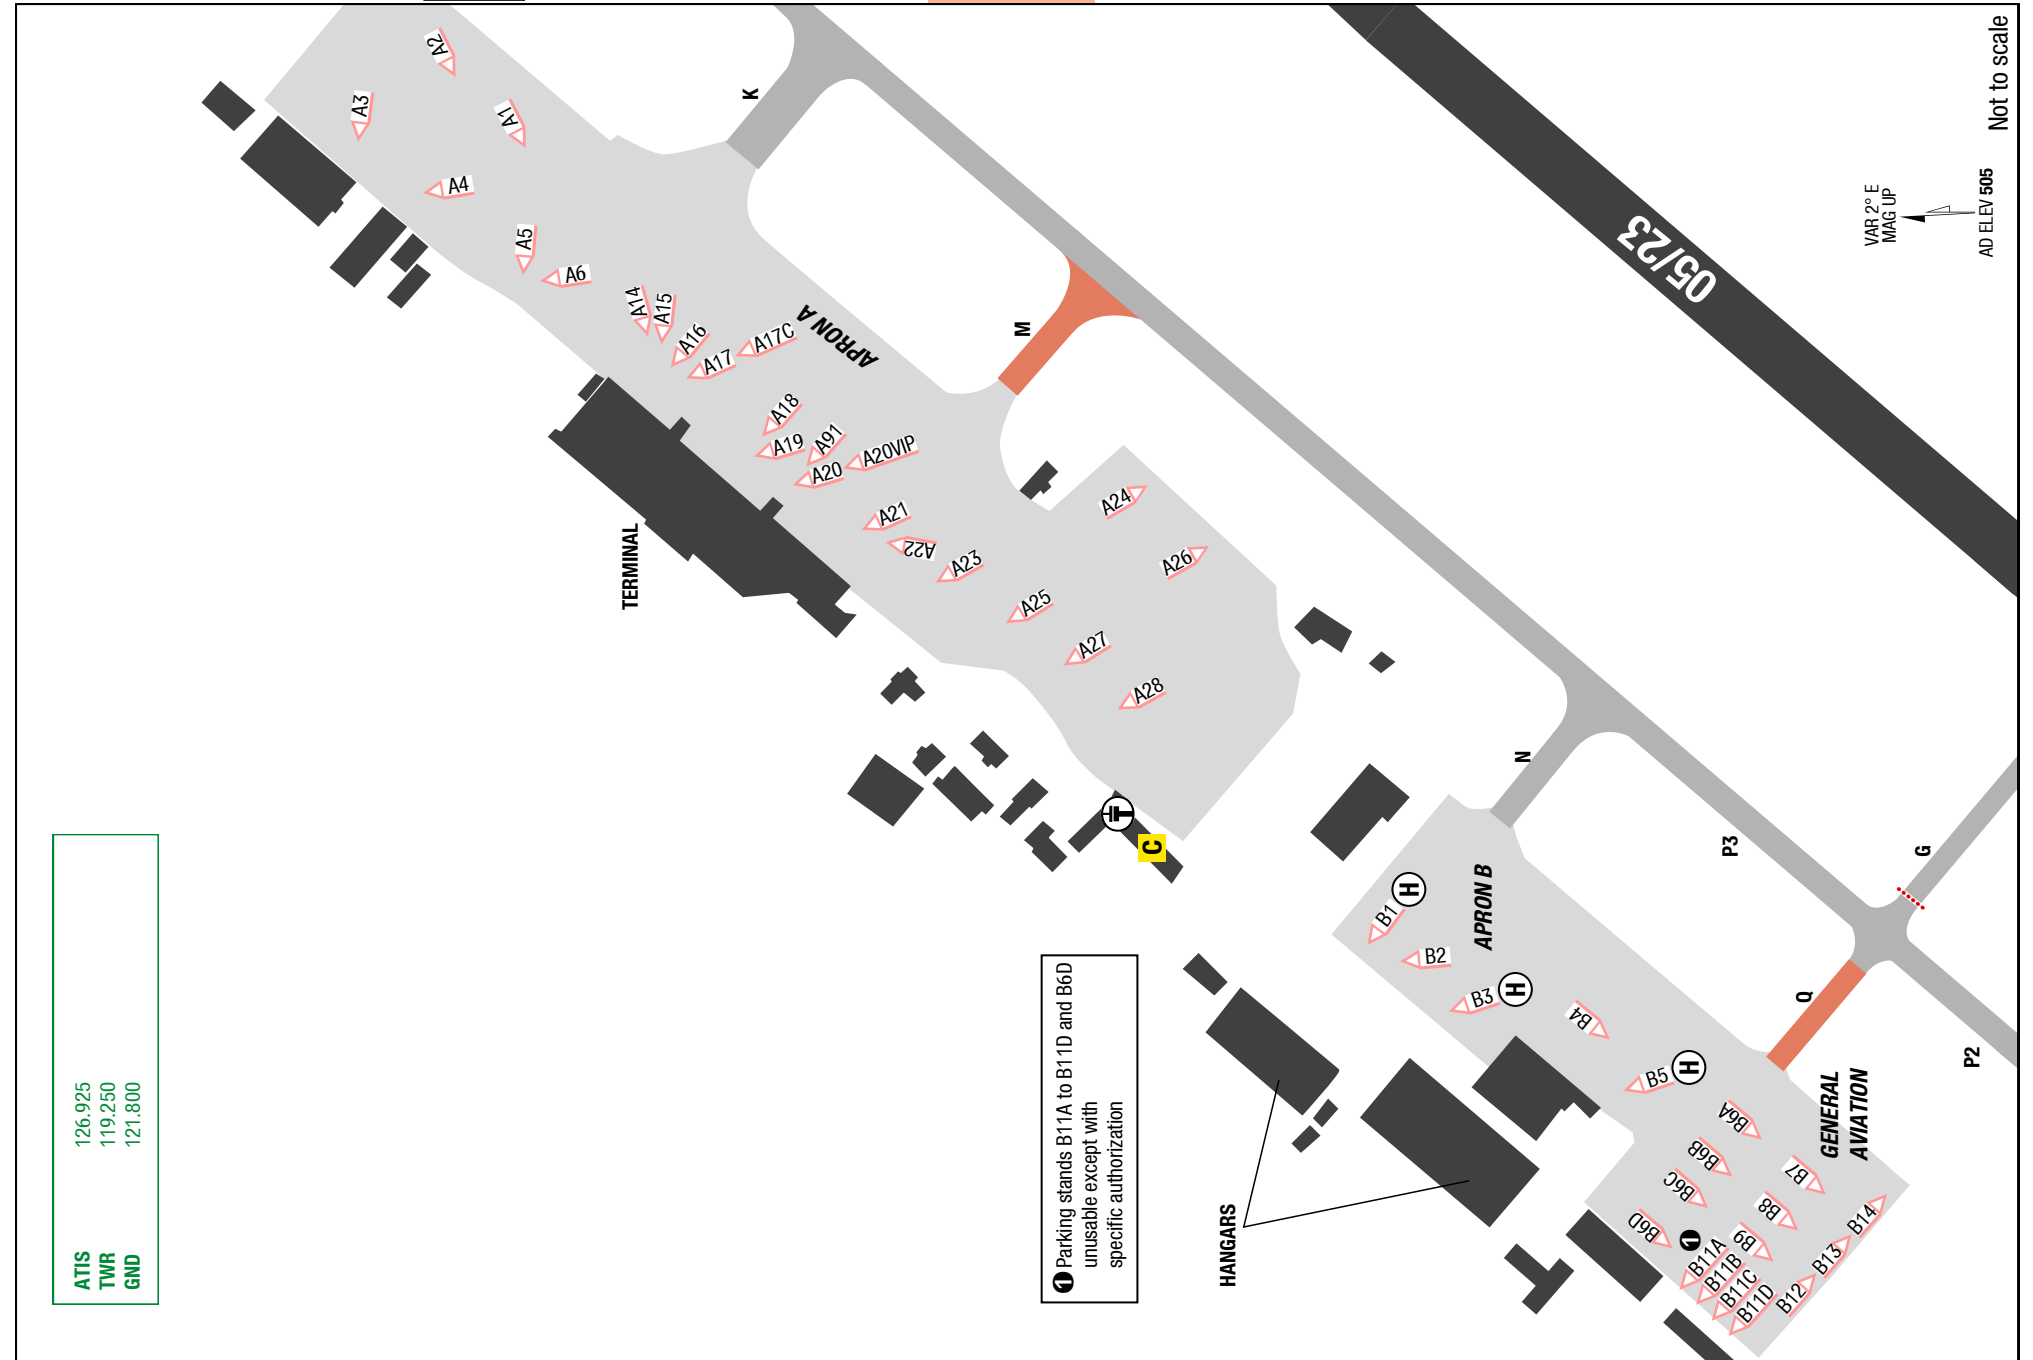 ATIS 126.925
TWR 119.250
GND 121.800
A2
A3
A1
A4
A5
A6
A14
A15
A16
A17
A17C
APRON A
A18
A19
A91
A20
A20VIP
A21
A22
A23
A24
A25
A26
A27
A28
K
M
N
P3
G
Q
P2
05/23
Not to scale
VAR 2° E
MAG UP
AD ELEV 505
TERMINAL
C
T
1 Parking stands B11A to B11D and B6D
unusable except with
specific authorization
HANGARS
APRON B
B1
H
B2
B3
H
B4
B5
H
B6A
B6B
B6C
B6D
B7
B8
B9
1
B11A
B11B
B11C
B11D
B12
B13
B14
GENERAL
AVIATION